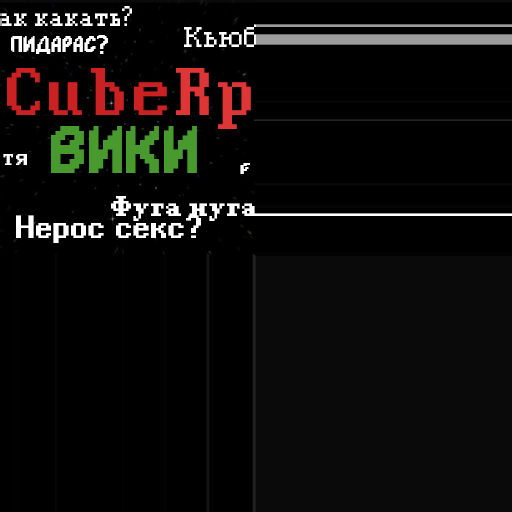 ак какать?
ПИДАРАС?
Кьюб
CubeRp
ВИКИ
тя
Фуга нуга
Нерос секс?